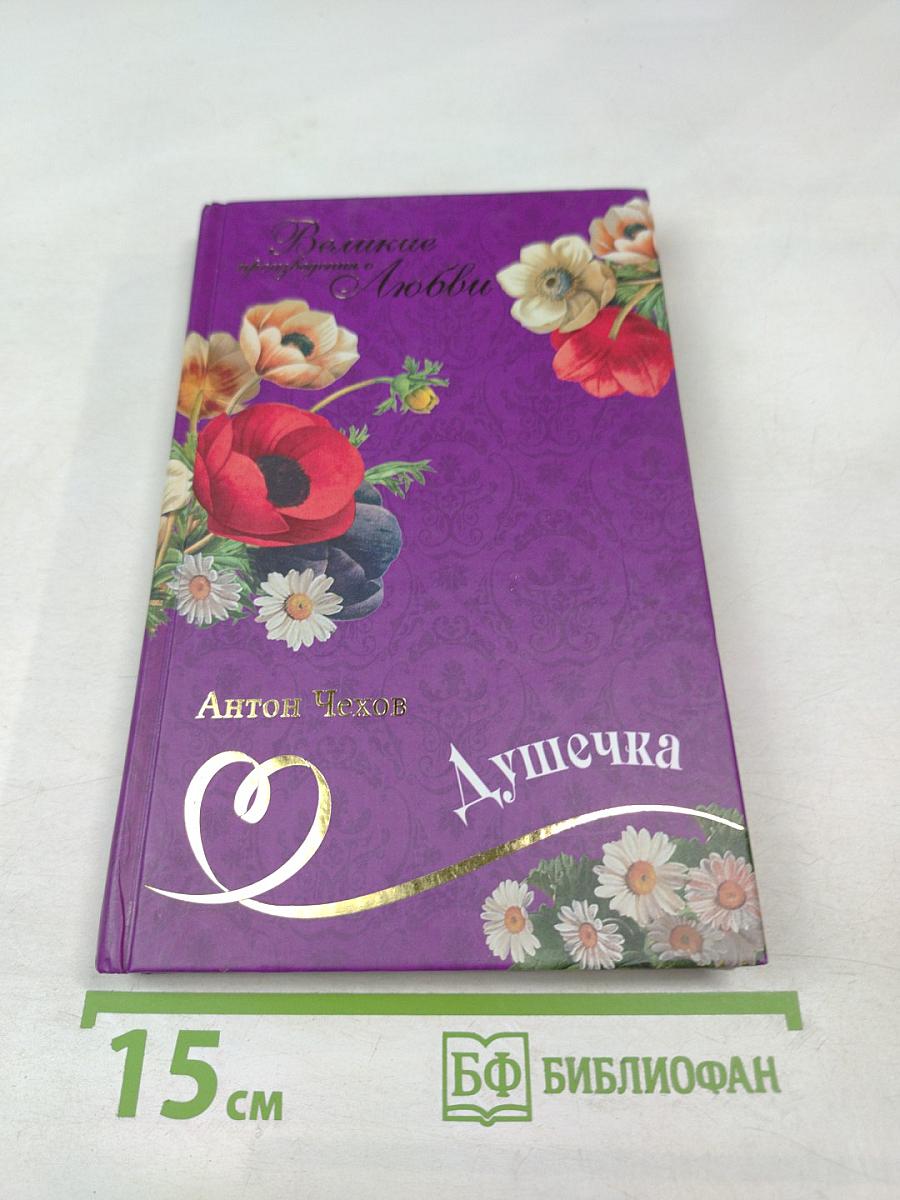 Великие
произведения о
Любви
Антон Чехов
Душечка
15 см
БФ БИБЛИОФАН